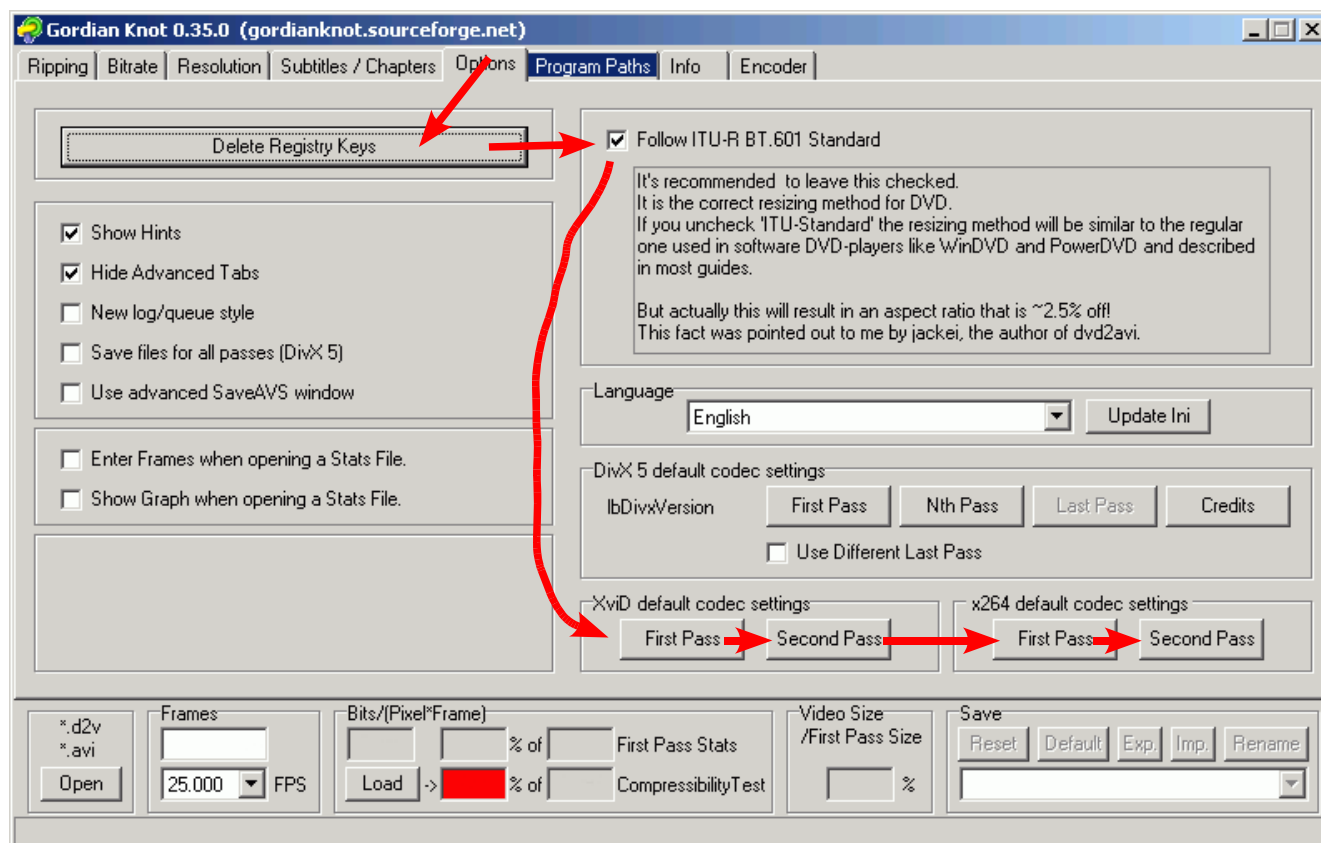 Gordian Knot 0.35.0 (gordianknot.sourceforge.net)
Ripping Bitrate Resolution Subtitles / Chapters Options Program Paths Info Encoder
Delete Registry Keys
Show Hints
Hide Advanced Tabs
New log/queue style
Save files for all passes (DivX 5)
Use advanced SaveAVS window
Enter Frames when opening a Stats File.
Show Graph when opening a Stats File.
Follow ITU-R BT.601 Standard
It's recommended to leave this checked.
It is the correct resizing method for DVD.
If you uncheck 'ITU-Standard' the resizing method will be similar to the regular
one used in software DVD-players like WinDVD and PowerDVD and described
in most guides.
But actually this will result in an aspect ratio that is ~2.5% off!
This fact was pointed out to me by jackei, the author of dvd2avi.
Language
English Update Ini
DivX 5 default codec settings
lbDivxVersion First Pass Nth Pass Last Pass Credits
Use Different Last Pass
XviD default codec settings
First Pass Second Pass
x264 default codec settings
First Pass Second Pass
*.d2v
*.avi
Open
Frames
25.000 FPS
Bits/(Pixel*Frame)
% of First Pass Stats
Load -> % of CompressibilityTest
Video Size
/First Pass Size
%
Save
Reset Default Exp. Imp. Rename